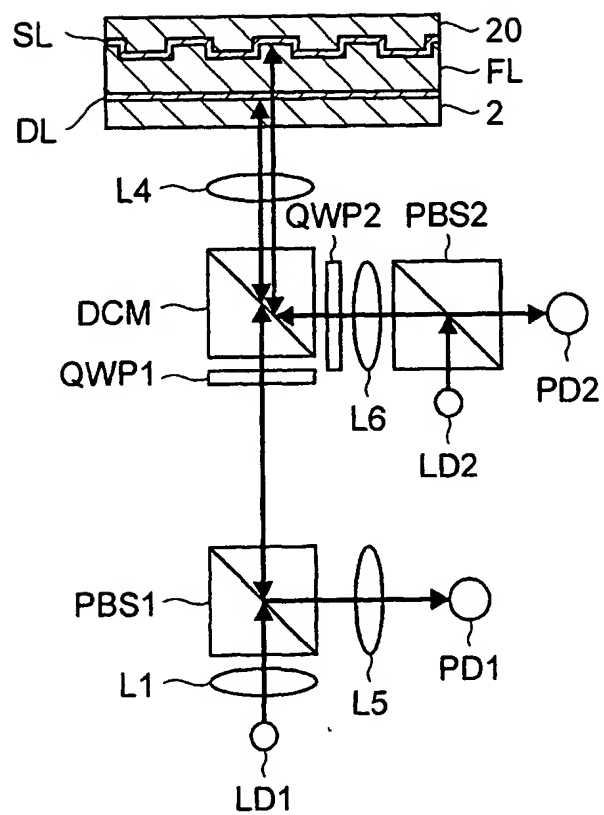 SL
20
FL
DL
2
L4
QWP2
PBS2
DCM
QWP1
L6
PD2
LD2
PBS1
L5
PD1
L1
LD1